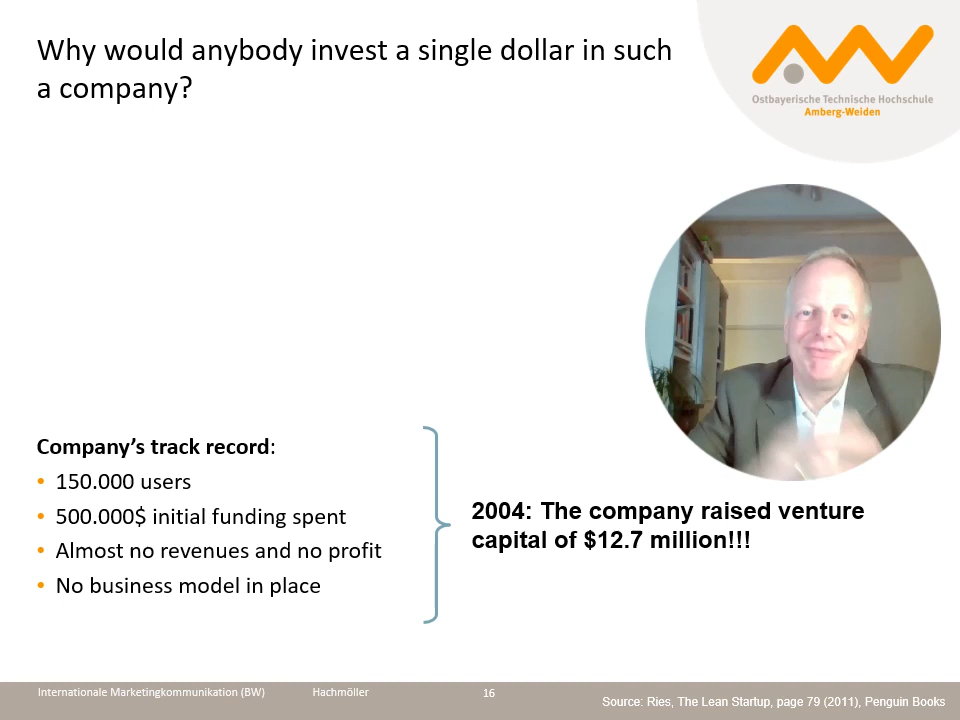 Why would anybody invest a single dollar in such
a company?
Ostbayerische Technische Hochschule
Amberg-Weiden
Company’s track record:
• 150.000 users
• 500.000$ initial funding spent
• Almost no revenues and no profit
• No business model in place
2004: The company raised venture
capital of $12.7 million!!!
Internationale Marketingkommunikation (BW) Hachmöller 16
Source: Ries, The Lean Startup, page 79 (2011), Penguin Books